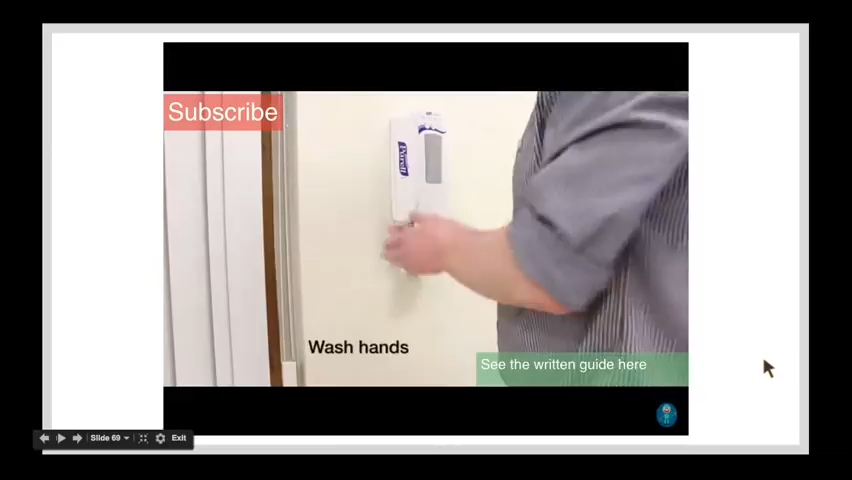 Subscribe
Purell
Wash hands
See the written guide here
Slide 69
Exit